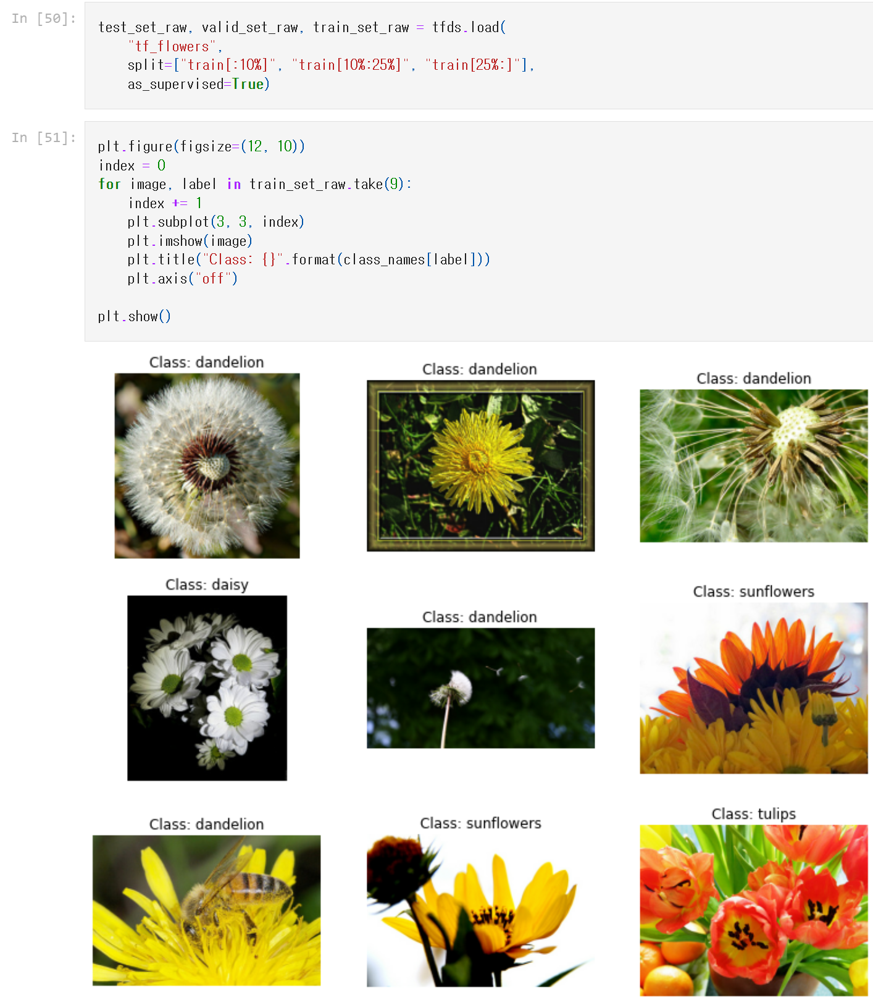 In [50]:
test_set_raw, valid_set_raw, train_set_raw = tfds.load(
    "tf_flowers",
    split=["train[:10%]", "train[10%:25%]", "train[25%:]"],
    as_supervised=True)
In [51]:
plt.figure(figsize=(12, 10))
index = 0
for image, label in train_set_raw.take(9):
    index += 1
    plt.subplot(3, 3, index)
    plt.imshow(image)
    plt.title("Class: {}".format(class_names[label]))
    plt.axis("off")
plt.show()
Class: dandelion
Class: dandelion
Class: dandelion
Class: daisy
Class: dandelion
Class: sunflowers
Class: dandelion
Class: sunflowers
Class: tulips